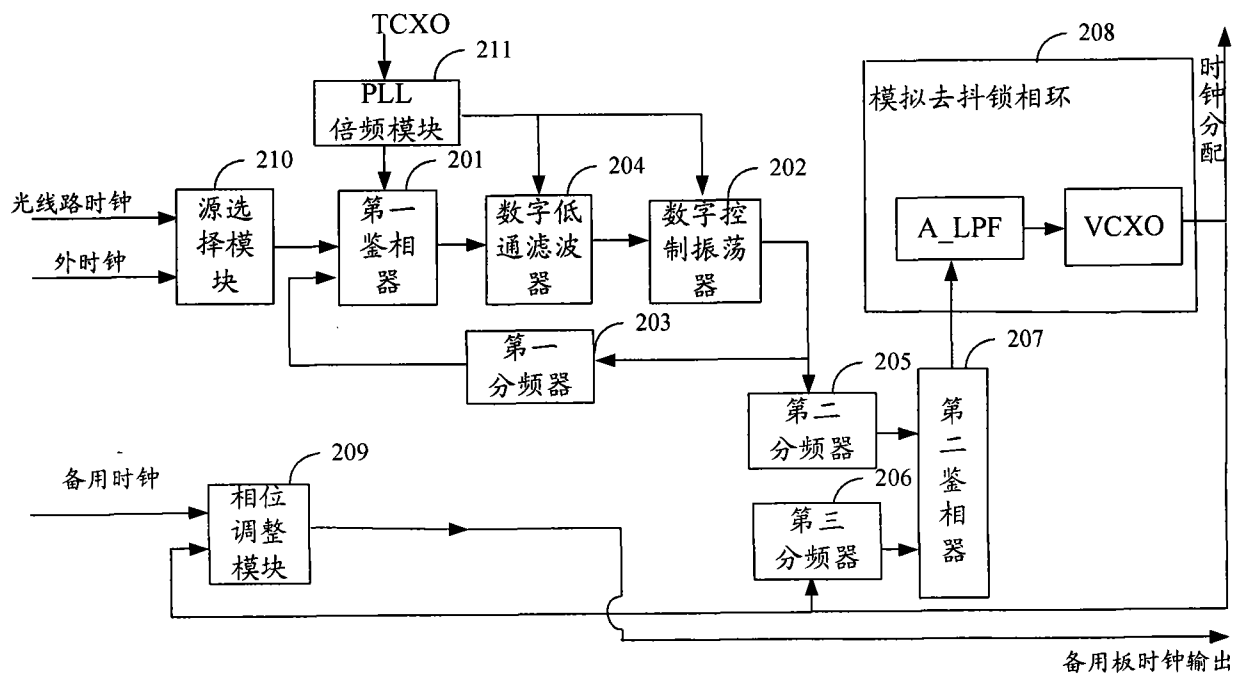 TCXO
211
PLL
倍频模块
208
模拟去抖锁相环
时钟分配
210
201
204
202
光线路时钟
外时钟
源选
择模
块
第一
鉴相
器
数字低
通滤波
器
数字控
制振荡
器
A_LPF
VCXO
203
第一
分频器
205
第二
分频器
207
第二鉴相器
备用时钟
209
相位
调整
模块
206
第三
分频器
备用板时钟输出